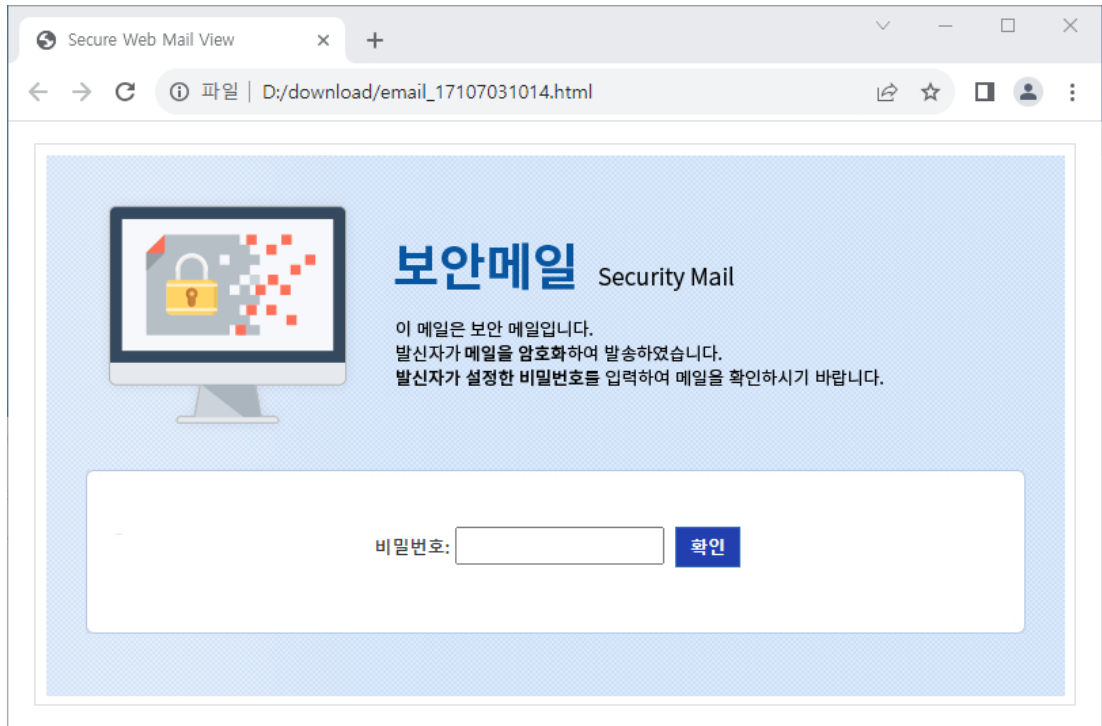 Secure Web Mail View
파일 D:/download/email_17107031014.html
보안메일 Security Mail
이 메일은 보안 메일입니다.
발신자가 메일을 암호화하여 발송하였습니다.
발신자가 설정한 비밀번호를 입력하여 메일을 확인하시기 바랍니다.
비밀번호: 확인